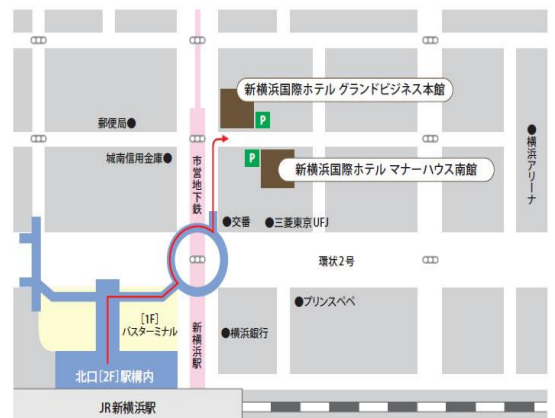 新横浜国際ホテル グランドビジネス本館
郵便局●
P
城南信用金庫●
P
新横浜国際ホテル マナーハウス南館
●横浜アリーナ
市営地下鉄
●交番
●三菱東京UFJ
環状2号
●プリンスペペ
[1F]
バスターミナル
新横浜駅
●横浜銀行
北口[2F]駅構内
JR新横浜駅